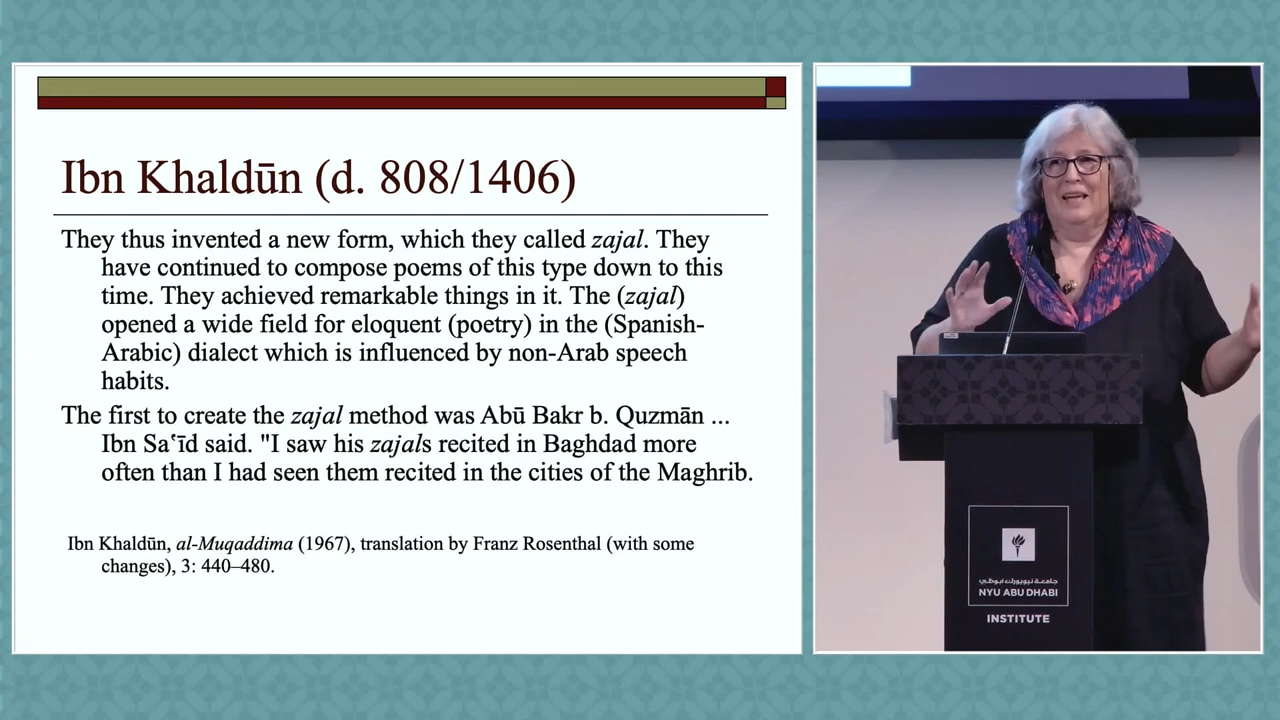 Ibn Khaldūn (d. 808/1406)
They thus invented a new form, which they called zajal. They
have continued to compose poems of this type down to this
time. They achieved remarkable things in it. The (zajal)
opened a wide field for eloquent (poetry) in the (Spanish-
Arabic) dialect which is influenced by non-Arab speech
habits.
The first to create the zajal method was Abū Bakr b. Quzmān ...
Ibn Saʿīd said. "I saw his zajals recited in Baghdad more
often than I had seen them recited in the cities of the Maghrib.
Ibn Khaldūn, al-Muqaddima (1967), translation by Franz Rosenthal (with some
changes), 3: 440–480.
جامعة نيويورك أبوظبي
NYU ABU DHABI
INSTITUTE